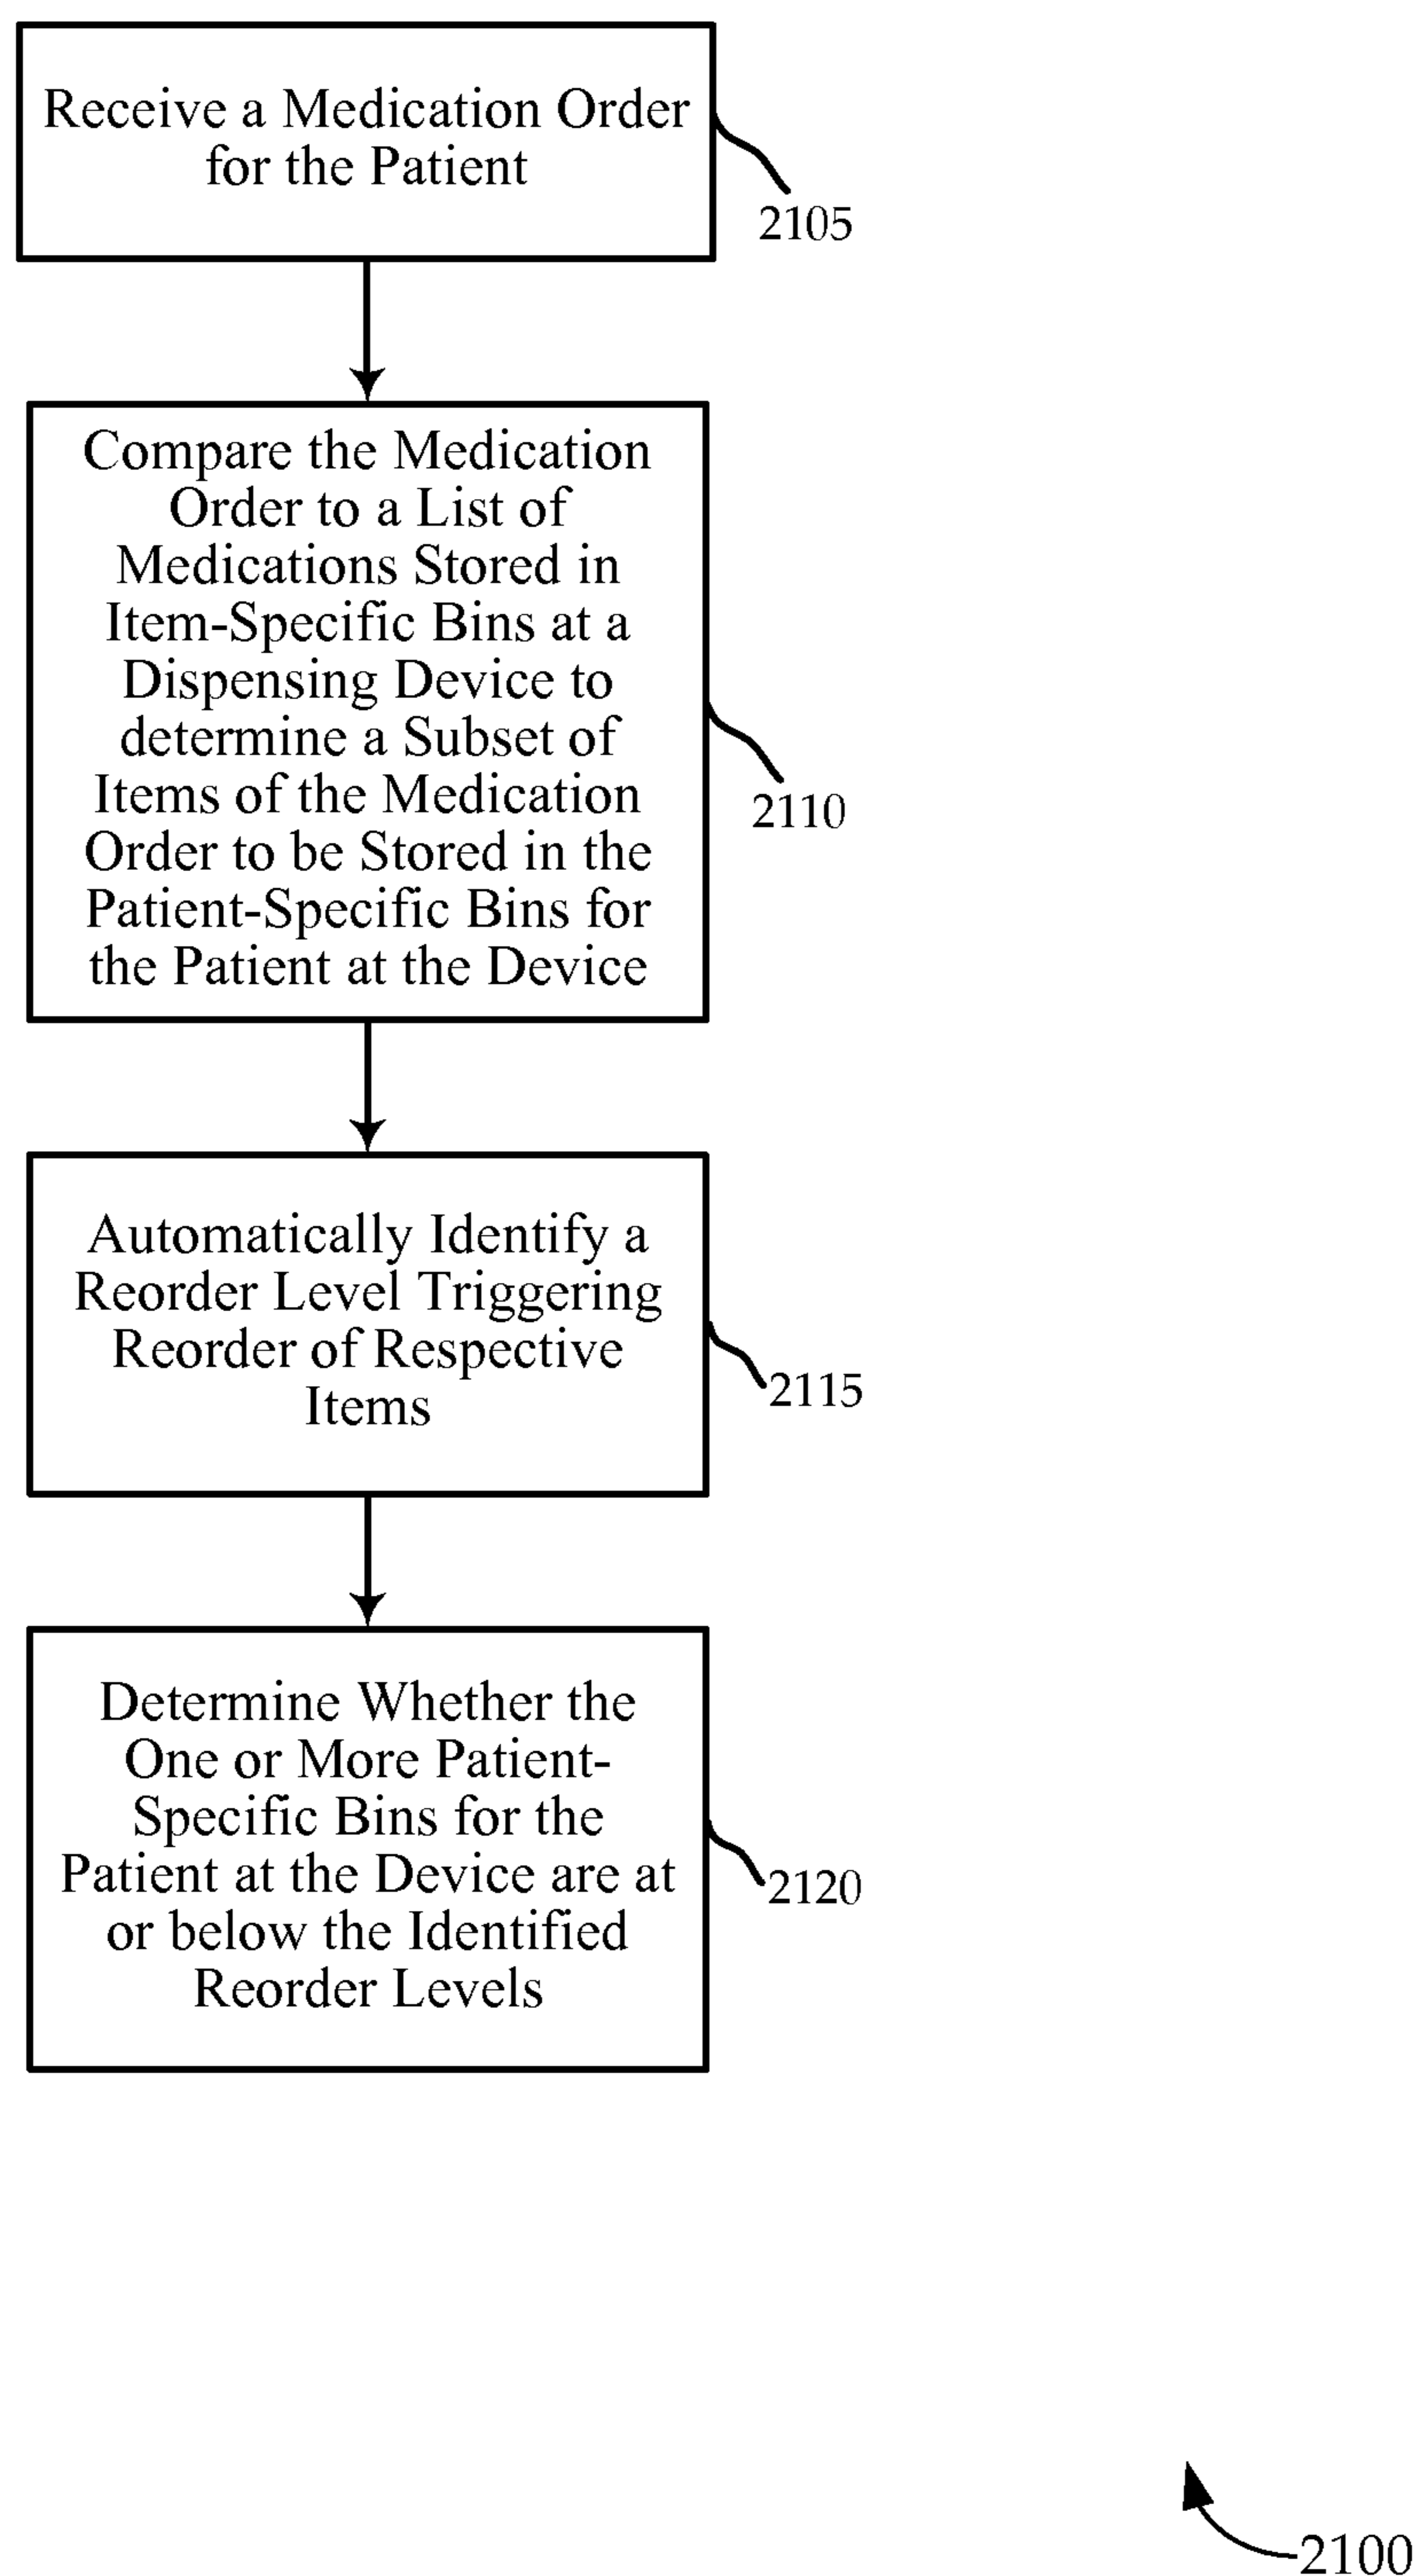 Receive a Medication Order
for the Patient
2105
Compare the Medication
Order to a List of
Medications Stored in
Item-Specific Bins at a
Dispensing Device to
determine a Subset of
Items of the Medication
Order to be Stored in the
Patient-Specific Bins for
the Patient at the Device
2110
Automatically Identify a
Reorder Level Triggering
Reorder of Respective
Items
2115
Determine Whether the
One or More Patient-
Specific Bins for the
Patient at the Device are at
or below the Identified
Reorder Levels
2120
2100